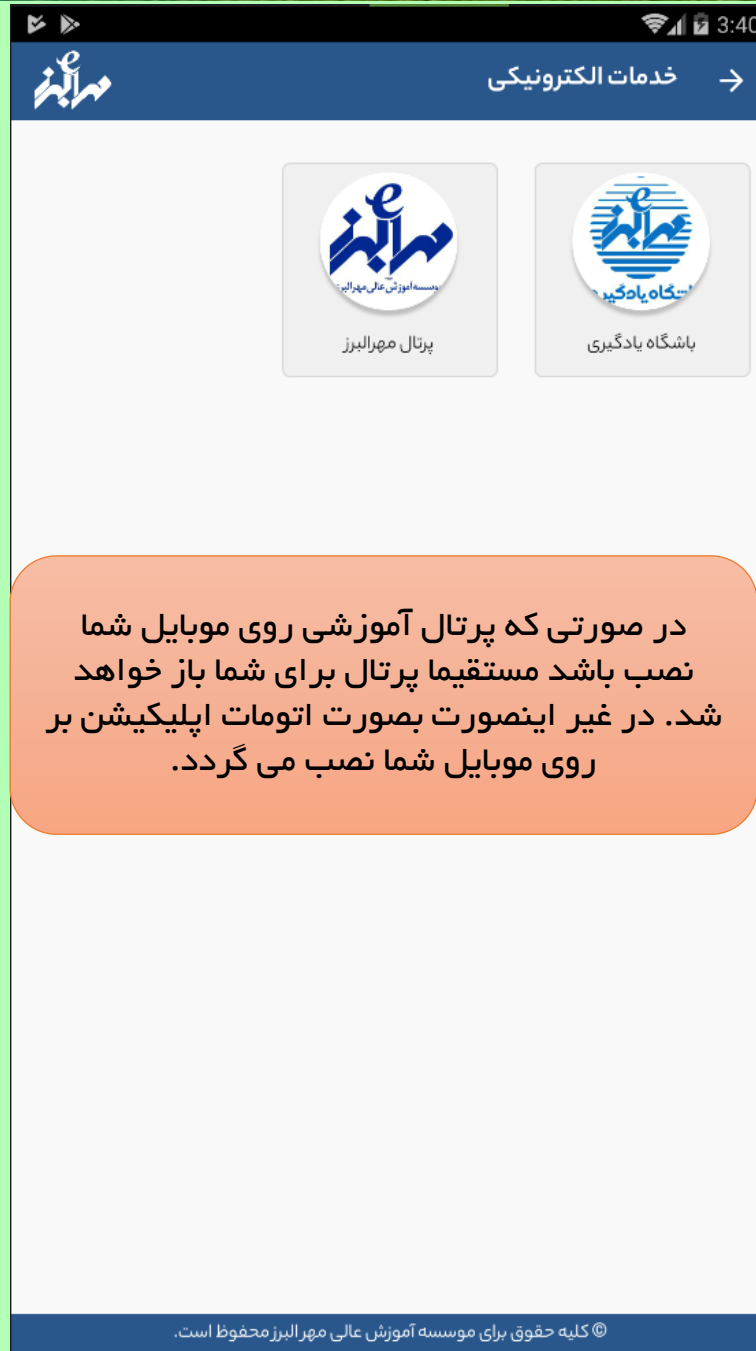 3:40
خدمات الکترونیکی
مهرالبرز
مهرالبرز
باشگاه یادگیری
مهرالبرز
موسسه آموزش عالی مهرالبرز
پرتال مهرالبرز
در صورتی که پرتال آموزشی روی موبایل شما
نصب باشد مستقیما پرتال برای شما باز خواهد
شد. در غیر اینصورت بصورت اتومات اپلیکیشن بر
روی موبایل شما نصب می گردد.
© کلیه حقوق برای موسسه آموزش عالی مهر البرز محفوظ است.